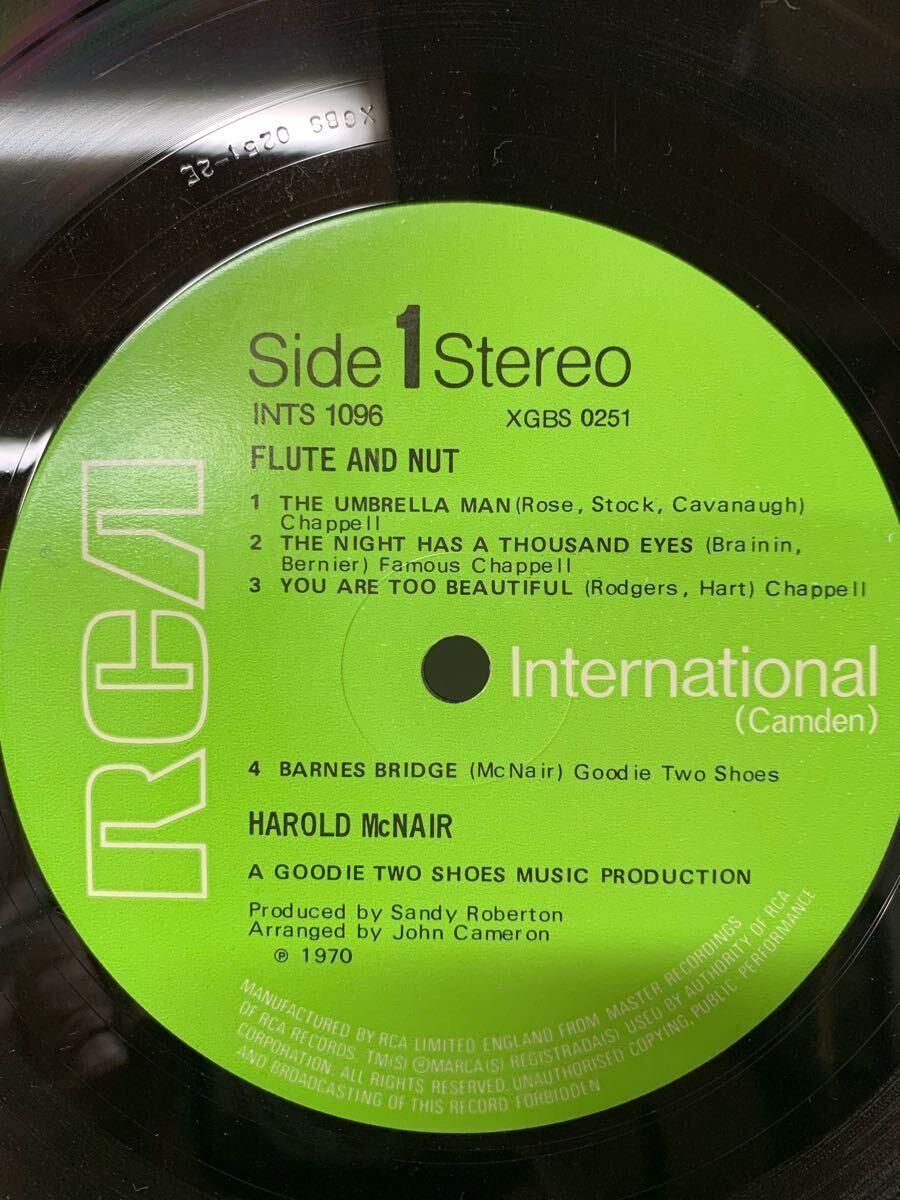 XGBS 0251-2E
Side 1 Stereo
INTS 1096 XGBS 0251
FLUTE AND NUT
1 THE UMBRELLA MAN (Rose, Stock, Cavanaugh)
Chappell
2 THE NIGHT HAS A THOUSAND EYES (Brainin,
Bernier) Famous Chappell
3 YOU ARE TOO BEAUTIFUL (Rodgers, Hart) Chappell
RCA
International
(Camden)
4 BARNES BRIDGE (McNair) Goodie Two Shoes
HAROLD McNAIR
A GOODIE TWO SHOES MUSIC PRODUCTION
Produced by Sandy Roberton
Arranged by John Cameron
℗ 1970
MANUFACTURED BY RCA LIMITED ENGLAND FROM MASTER RECORDINGS
OF RCA RECORDS. TM(S) ®MARCA(S) REGISTRADA(S) USED BY AUTHORITY OF RCA
CORPORATION. ALL RIGHTS RESERVED. UNAUTHORISED COPYING, PUBLIC PERFORMANCE
AND BROADCASTING OF THIS RECORD FORBIDDEN